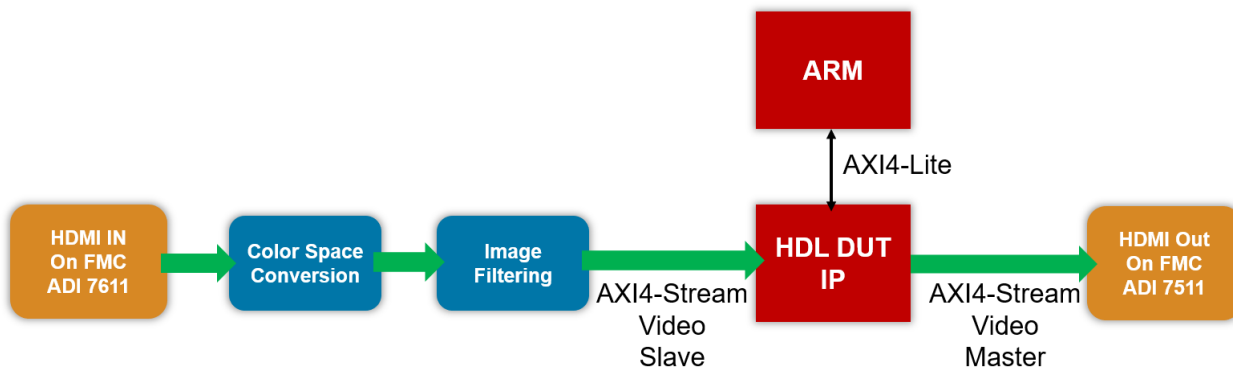 ARM
AXI4-Lite
HDMI IN
On FMC
ADI 7611
Color Space
Conversion
Image
Filtering
AXI4-Stream
Video
Slave
HDL DUT
IP
AXI4-Stream
Video
Master
HDMI Out
On FMC
ADI 7511